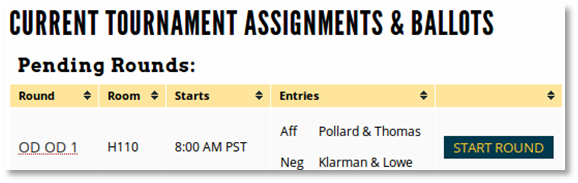 CURRENT TOURNAMENT ASSIGNMENTS & BALLOTS
Pending Rounds:
Round Room Starts Entries
Aff Pollard & Thomas
OD OD 1 H110 8:00 AM PST START ROUND
Neg Klarman & Lowe